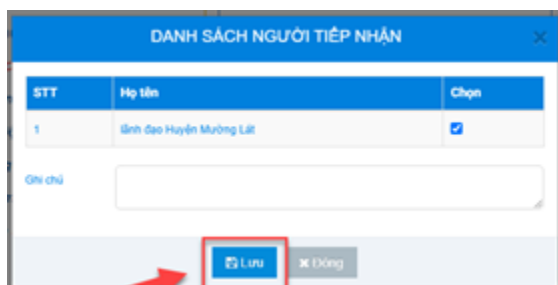 DANH SÁCH NGƯỜI TIẾP NHẬN
STT Họ tên Chọn
1 lãnh đạo Huyện Mường Lát
Ghi chú
Lưu Đóng